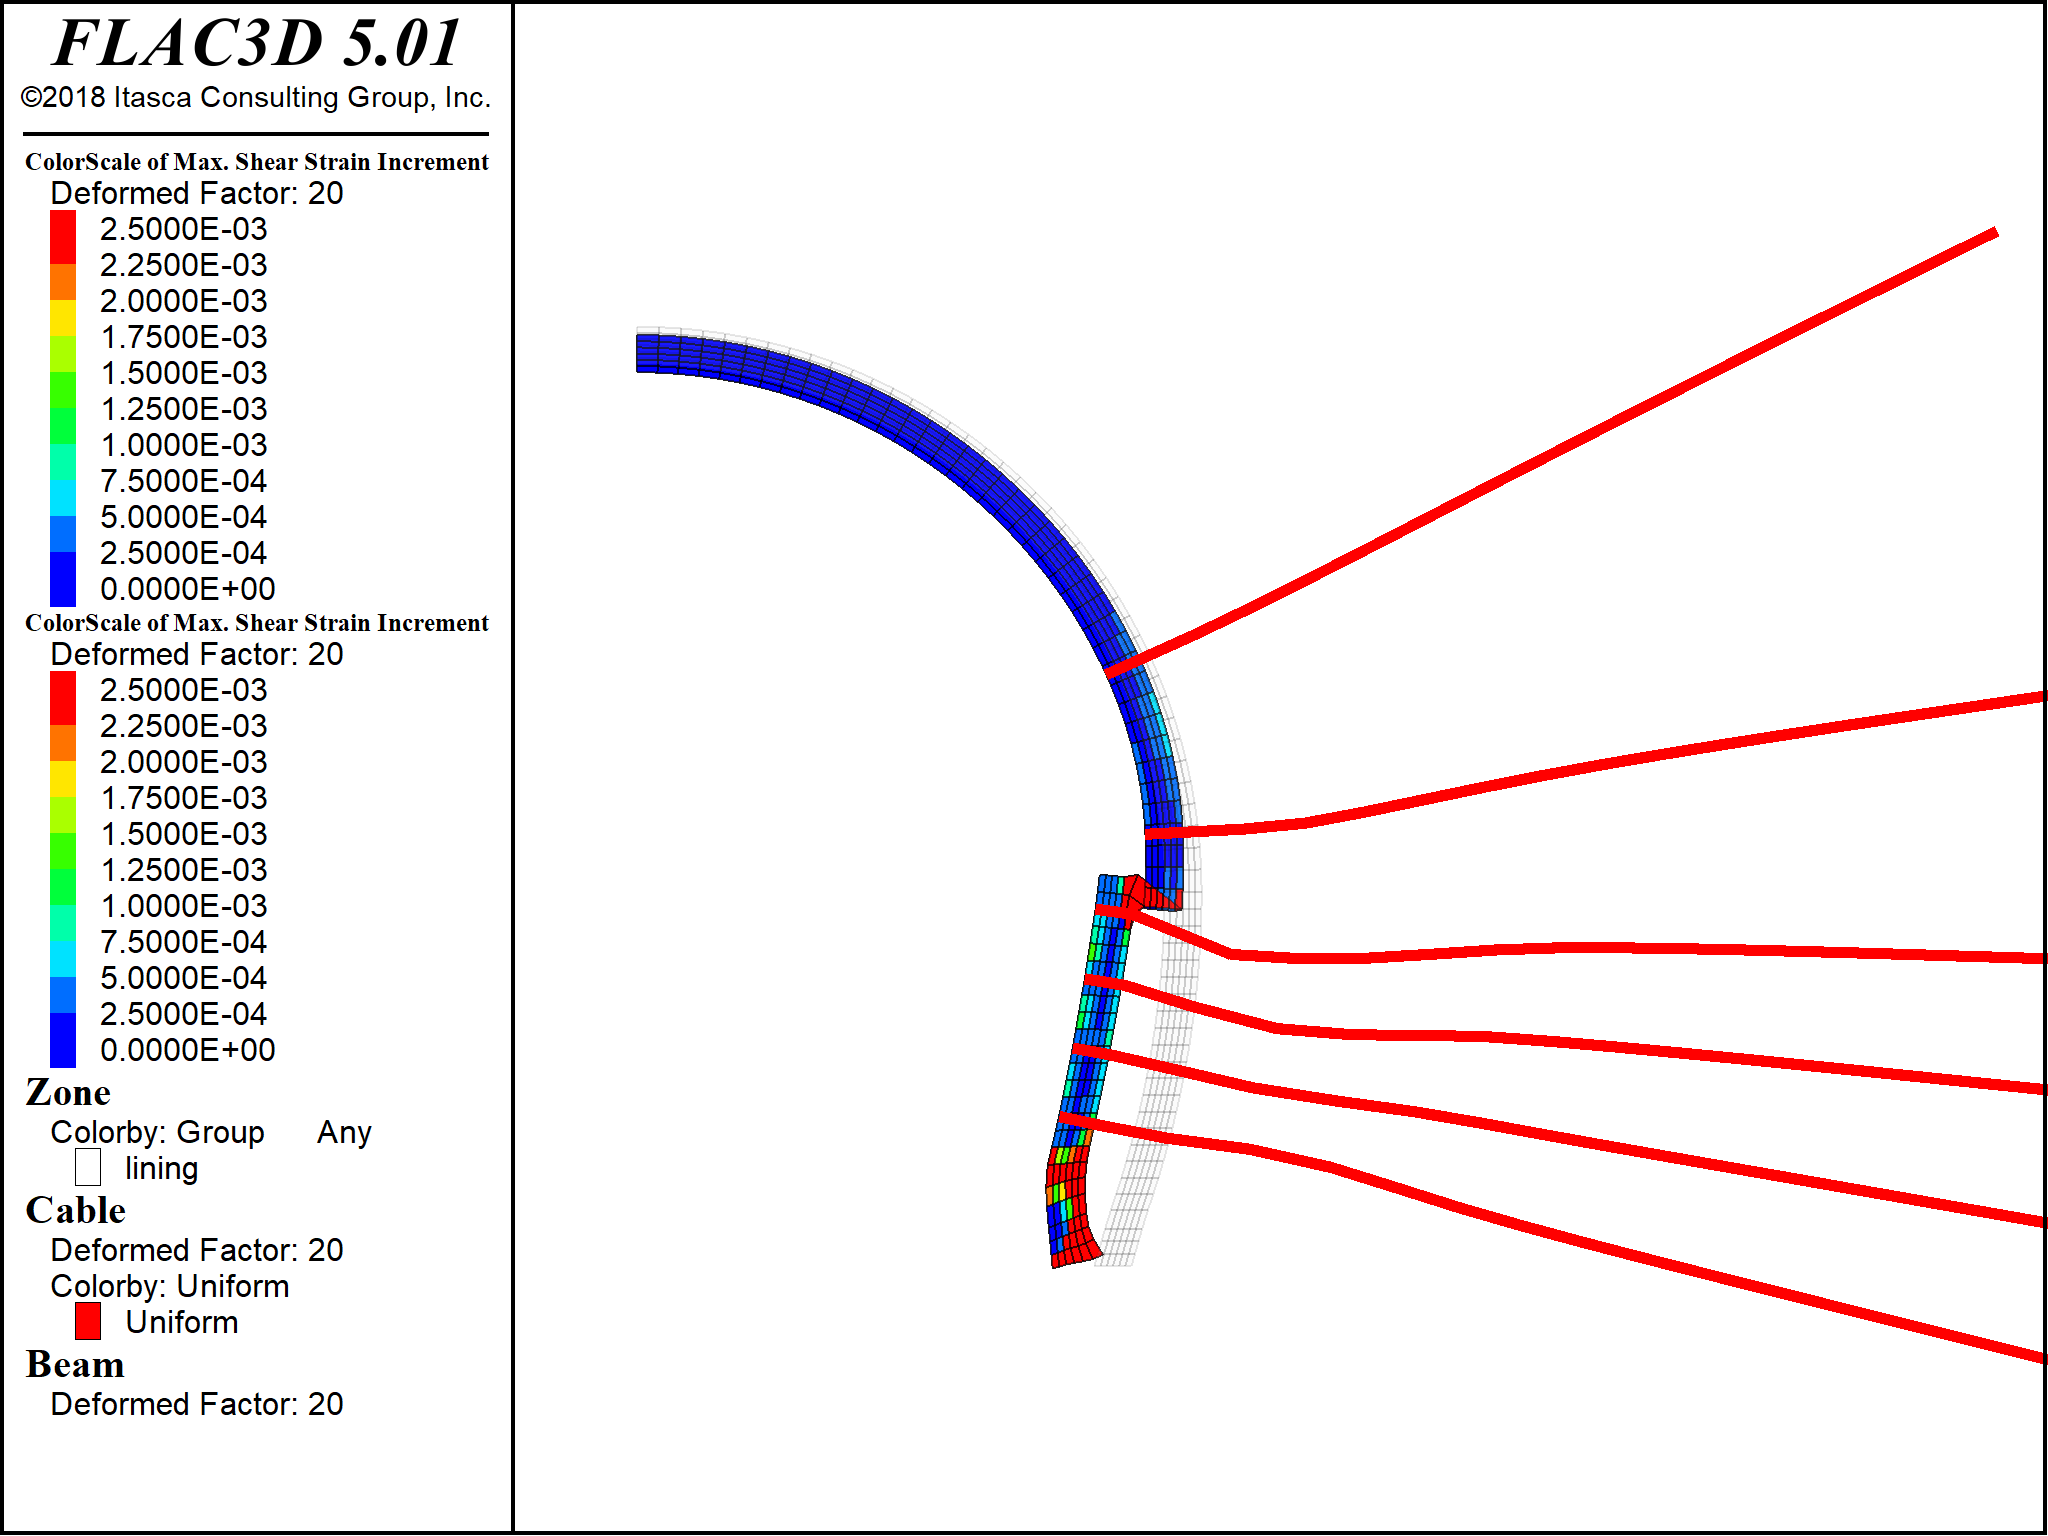 FLAC3D 5.01
©2018 Itasca Consulting Group, Inc.
ColorScale of Max. Shear Strain Increment
Deformed Factor: 20
2.5000E-03
2.2500E-03
2.0000E-03
1.7500E-03
1.5000E-03
1.2500E-03
1.0000E-03
7.5000E-04
5.0000E-04
2.5000E-04
0.0000E+00
ColorScale of Max. Shear Strain Increment
Deformed Factor: 20
2.5000E-03
2.2500E-03
2.0000E-03
1.7500E-03
1.5000E-03
1.2500E-03
1.0000E-03
7.5000E-04
5.0000E-04
2.5000E-04
0.0000E+00
Zone
Colorby: Group Any
lining
Cable
Deformed Factor: 20
Colorby: Uniform
Uniform
Beam
Deformed Factor: 20